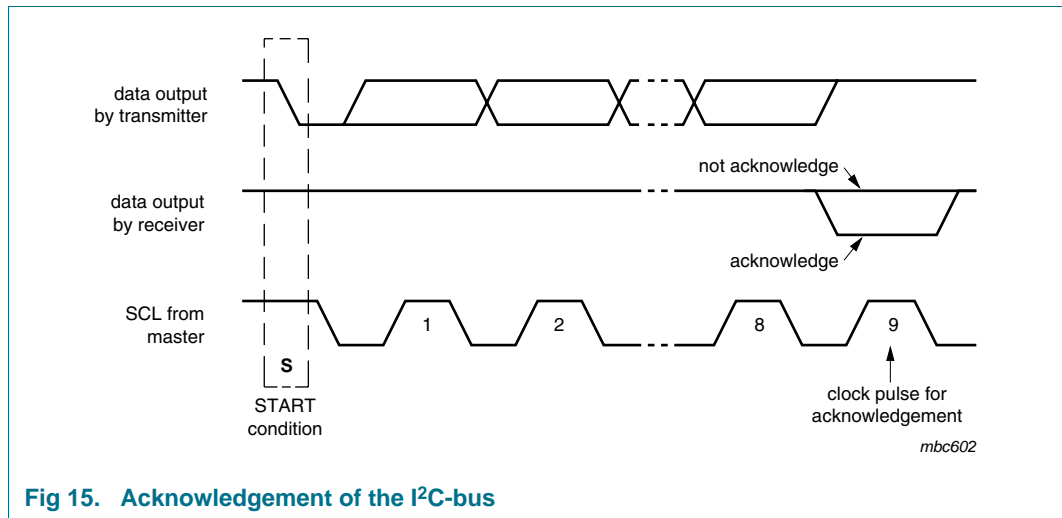 data output
by transmitter
not acknowledge
data output
by receiver
acknowledge
SCL from
master
1
2
8
9
S
START
condition
clock pulse for
acknowledgement
mbc602
Fig 15. Acknowledgement of the I²C-bus